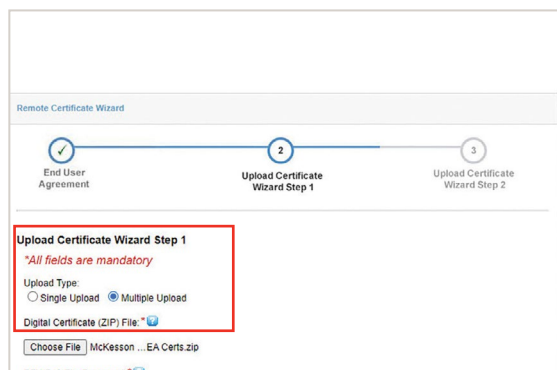 Remote Certificate Wizard
2
3
End User
Agreement
Upload Certificate
Wizard Step 1
Upload Certificate
Wizard Step 2
Upload Certificate Wizard Step 1
*All fields are mandatory
Upload Type:
Single Upload Multiple Upload
Digital Certificate (ZIP) File: * ?
Choose File McKesson ...EA Certs.zip